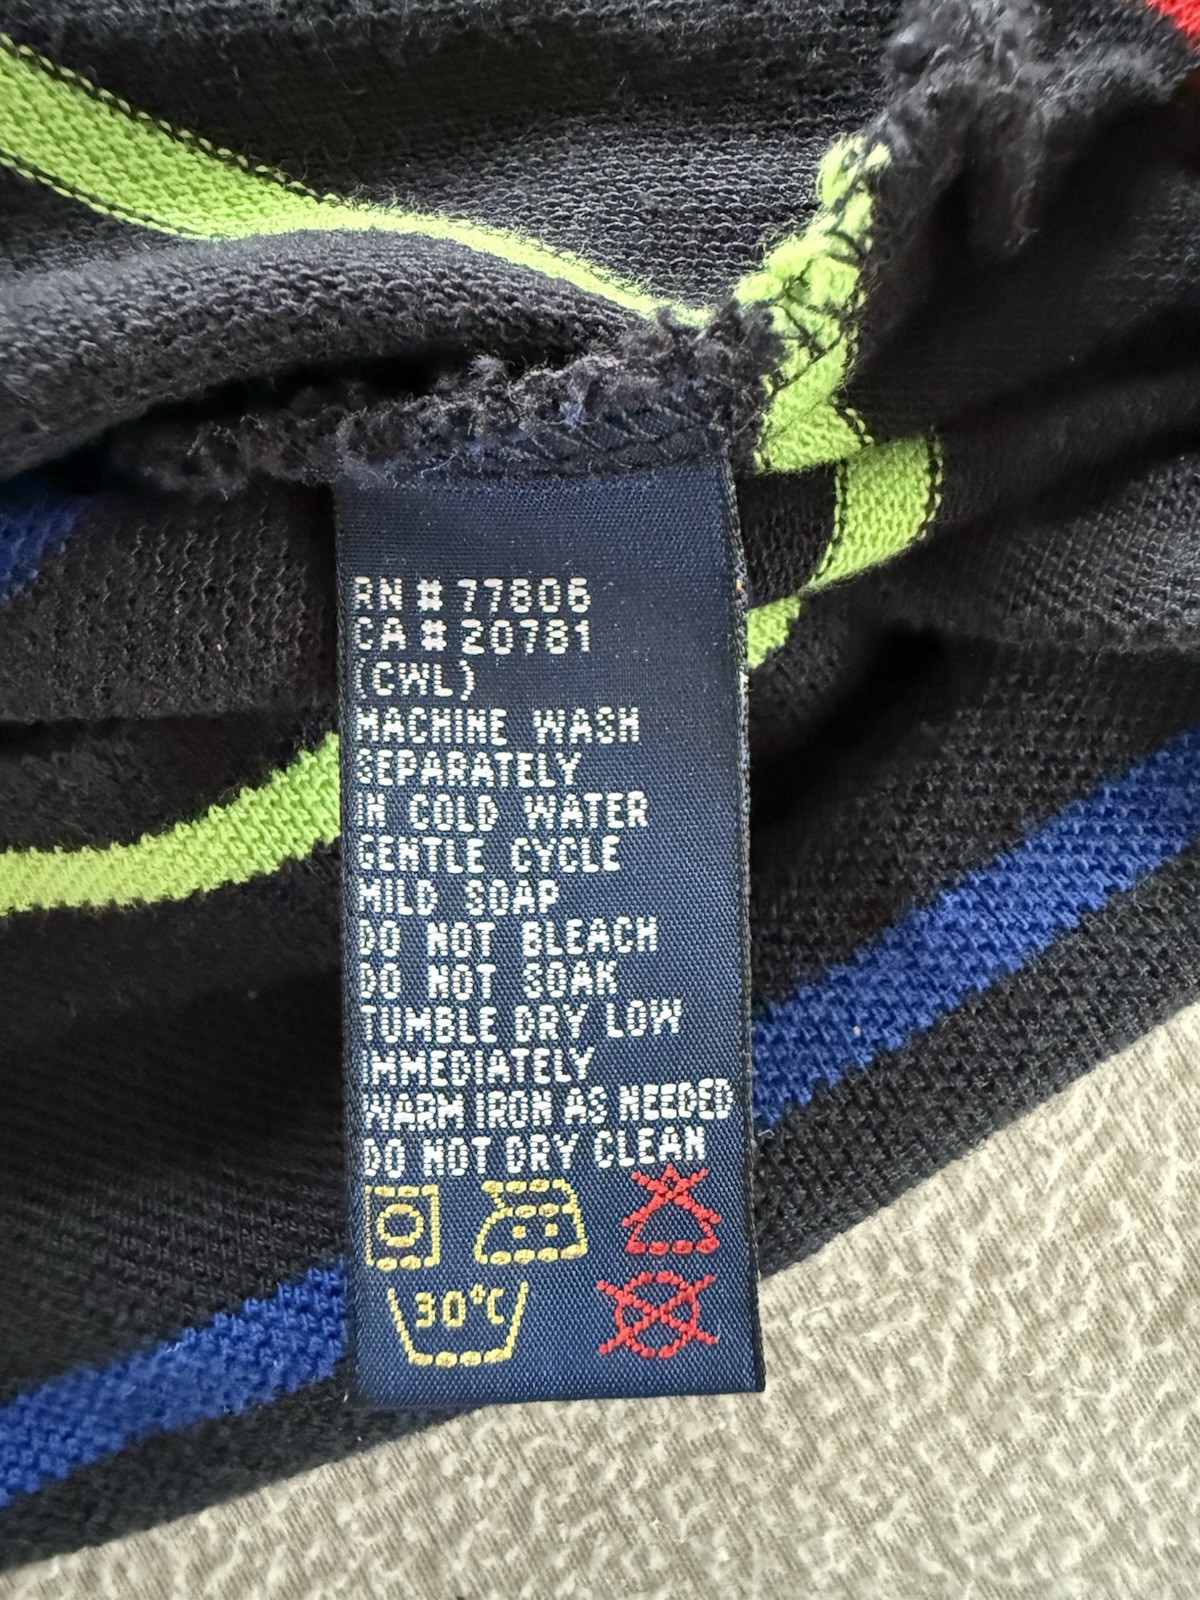 RN # 77806
CA # 20781
(CWL)
MACHINE WASH
SEPARATELY
IN COLD WATER
GENTLE CYCLE
MILD SOAP
DO NOT BLEACH
DO NOT SOAK
TUMBLE DRY LOW
IMMEDIATELY
WARM IRON AS NEEDED
DO NOT DRY CLEAN
30°C